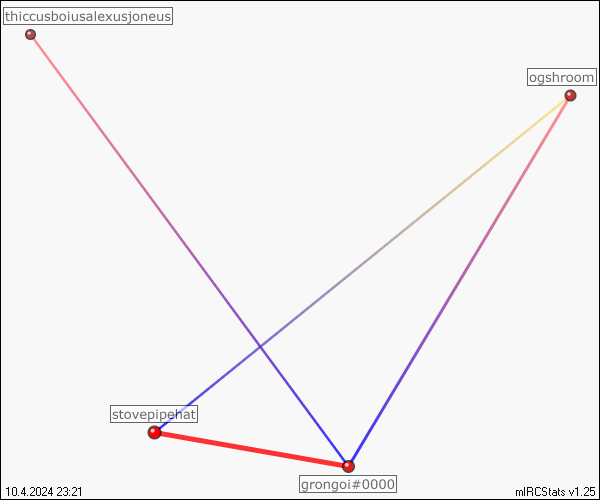 thiccusboiusalexusjoneus
ogshroom
stovepipehat
grongoi#0000
10.4.2024 23:21
mIRCStats v1.25